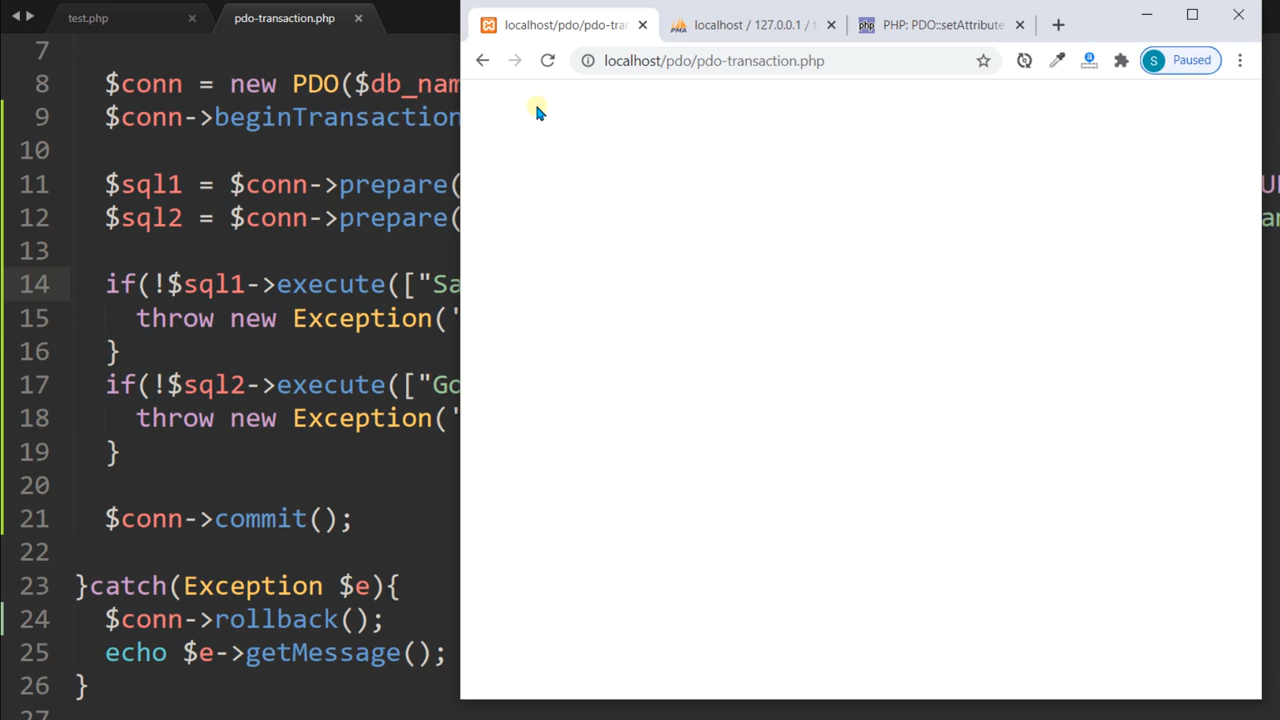 test.php
pdo-transaction.php
localhost/pdo/pdo-tran
localhost / 127.0.0.1 / t
php PHP: PDO::setAttribute
localhost/pdo/pdo-transaction.php
S Paused
7
8 $conn = new PDO($db_nam
9 $conn->beginTransaction
10
11 $sql1 = $conn->prepare(
12 $sql2 = $conn->prepare(
13
14 if(!$sql1->execute(["Sa
15 throw new Exception('
16 }
17 if(!$sql2->execute(["Go
18 throw new Exception('
19 }
20
21 $conn->commit();
22
23 }catch(Exception $e){
24 $conn->rollback();
25 echo $e->getMessage();
26 }
27